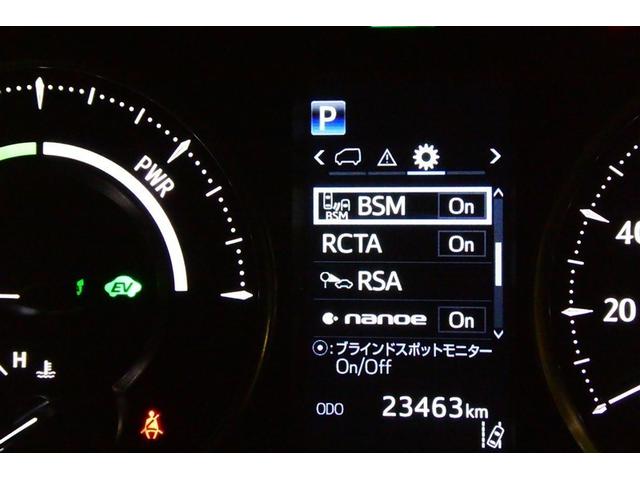 P
PWR
BSM BSM On
RCTA On
EV
RSA
nanoe On
40
20
H
:ブラインドスポットモニター
On/Off
ODO 23463km